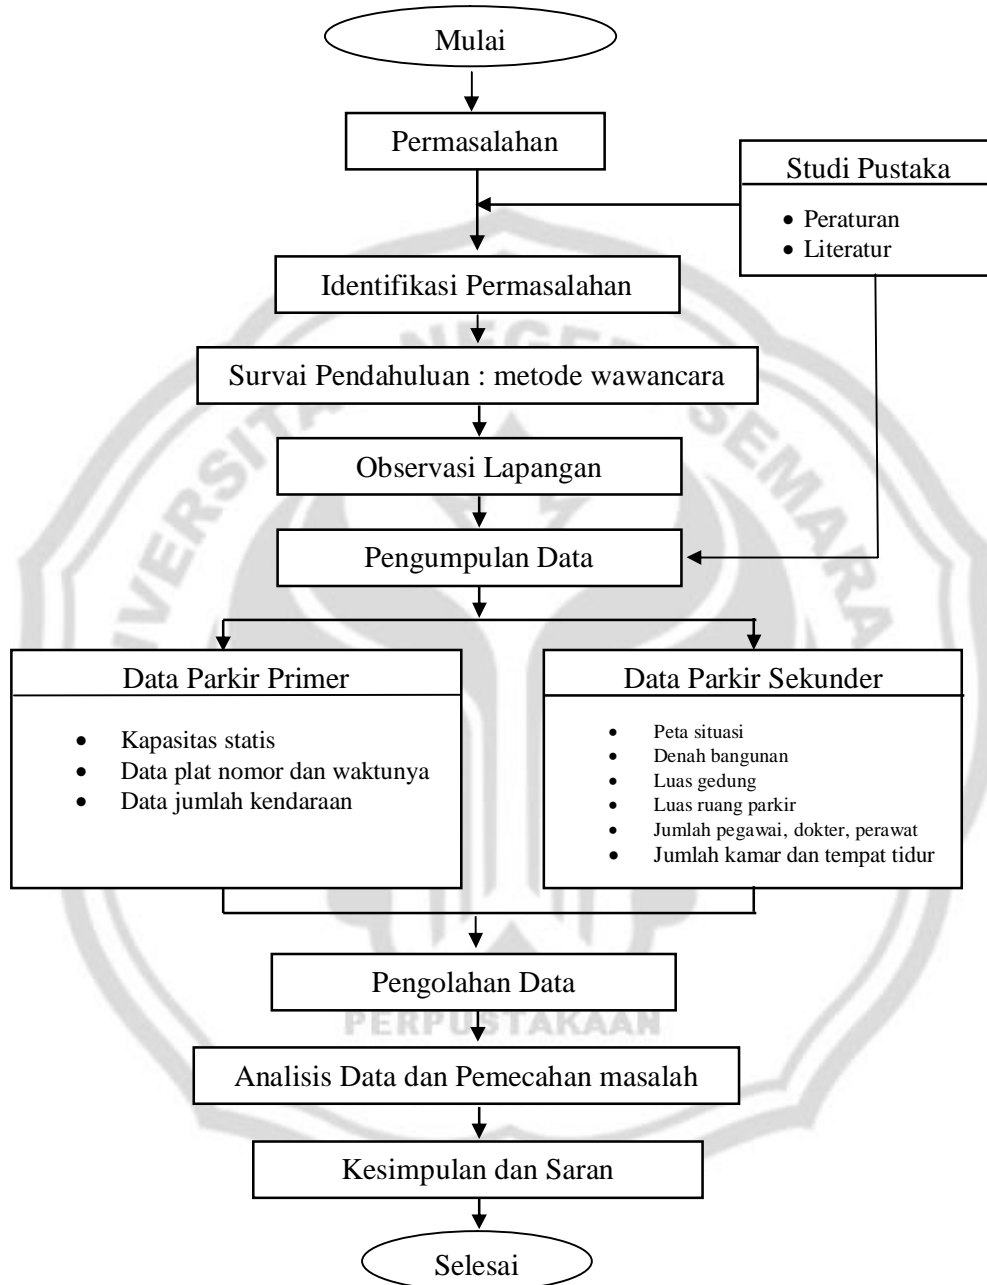 Mulai
Permasalahan
Studi Pustaka
• Peraturan
• Literatur
Identifikasi Permasalahan
Survai Pendahuluan : metode wawancara
Observasi Lapangan
Pengumpulan Data
Data Parkir Primer
• Kapasitas statis
• Data plat nomor dan waktunya
• Data jumlah kendaraan
Data Parkir Sekunder
• Peta situasi
• Denah bangunan
• Luas gedung
• Luas ruang parkir
• Jumlah pegawai, dokter, perawat
• Jumlah kamar dan tempat tidur
Pengolahan Data
PERPUSTAKAAN
Analisis Data dan Pemecahan masalah
Kesimpulan dan Saran
Selesai